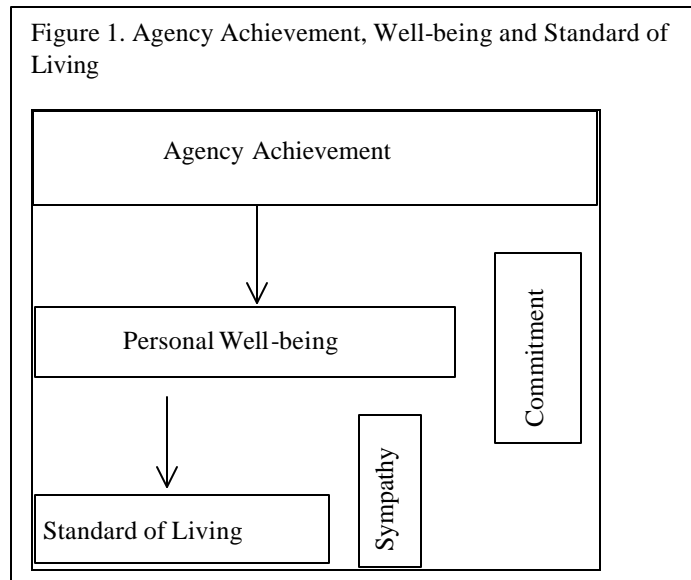 Figure 1. Agency Achievement, Well-being and Standard of
Living
Agency Achievement
Commitment
Personal Well-being
Sympathy
Standard of Living